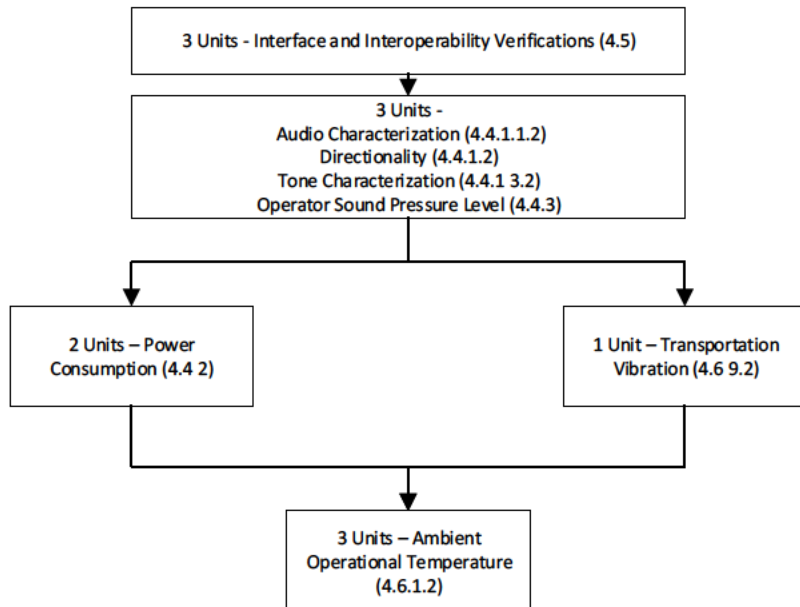 3 Units - Interface and Interoperability Verifications (4.5)
3 Units -
Audio Characterization (4.4.1.1.2)
Directionality (4.4.1.2)
Tone Characterization (4.4.1 3.2)
Operator Sound Pressure Level (4.4.3)
2 Units – Power
Consumption (4.4 2)
1 Unit – Transportation
Vibration (4.6 9.2)
3 Units – Ambient
Operational Temperature
(4.6.1.2)